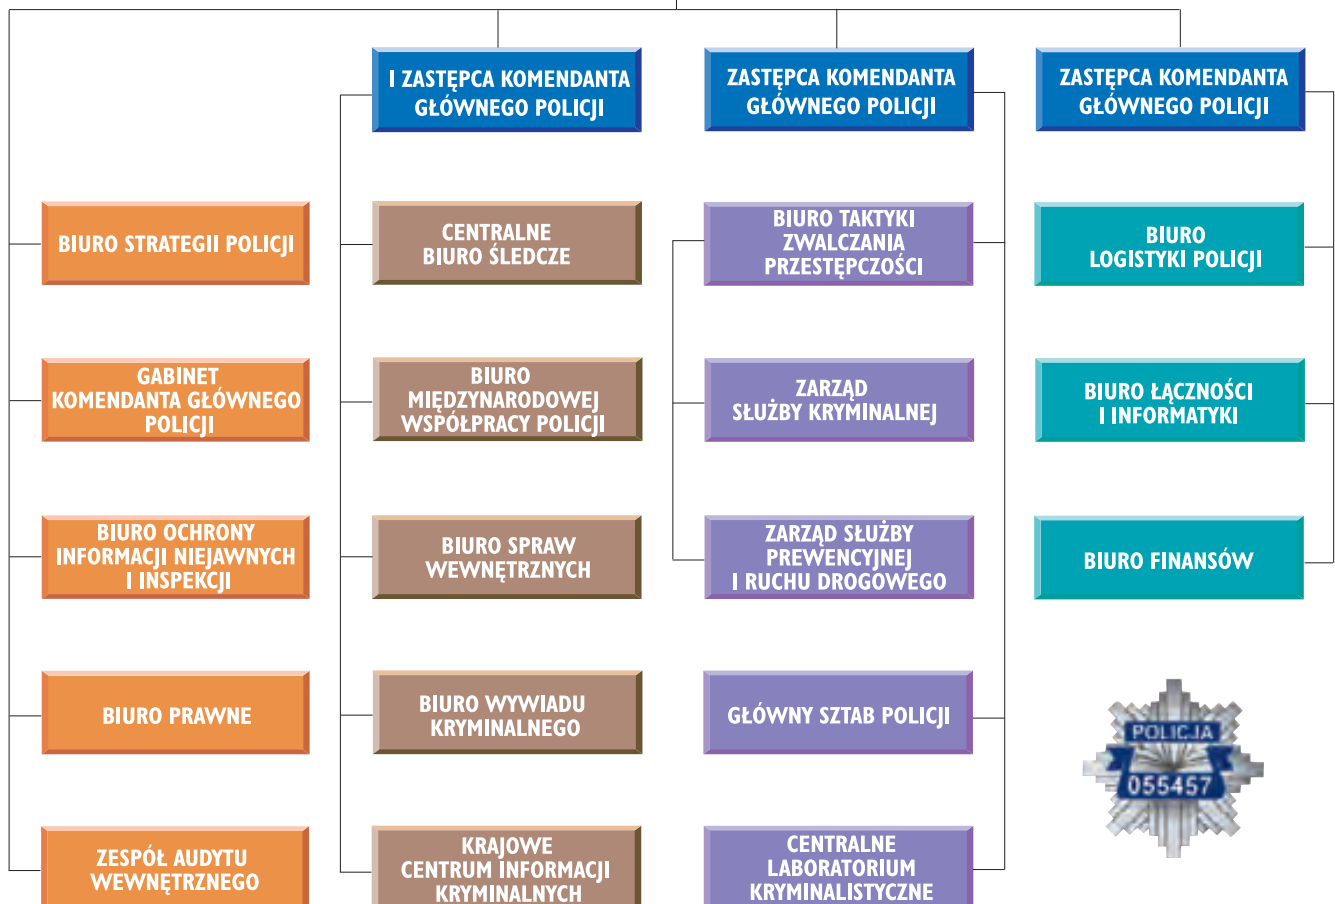 I ZASTĘPCA KOMENDANTA
GŁÓWNEGO POLICJI
ZASTĘPCA KOMENDANTA
GŁÓWNEGO POLICJI
ZASTĘPCA KOMENDANTA
GŁÓWNEGO POLICJI
BIURO STRATEGII POLICJI
CENTRALNE
BIURO ŚLEDCZE
BIURO TAKTYKI
ZWALCZANIA
PRZESTĘPCZOŚCI
BIURO
LOGISTYKI POLICJI
GABINET
KOMENDANTA GŁÓWNEGO
POLICJI
BIURO
MIĘDZYNARODOWEJ
WSPÓŁPRACY POLICJI
ZARZĄD
SŁUŻBY KRYMINALNEJ
BIURO ŁĄCZNOŚCI
I INFORMATYKI
BIURO OCHRONY
INFORMACJI NIEJAWNYCH
I INSPEKCJI
BIURO SPRAW
WEWNĘTRZNYCH
ZARZĄD SŁUŻBY
PREWENCYJNEJ
I RUCHU DROGOWEGO
BIURO FINANSÓW
BIURO PRAWNE
BIURO WYWIADU
KRYMINALNEGO
GŁÓWNY SZTAB POLICJI
POLICJA
055457
ZESPÓŁ AUDYTU
WEWNĘTRZNEGO
KRAJOWE
CENTRUM INFORMACJI
KRYMINALNYCH
CENTRALNE
LABORATORIUM
KRYMINALISTYCZNE